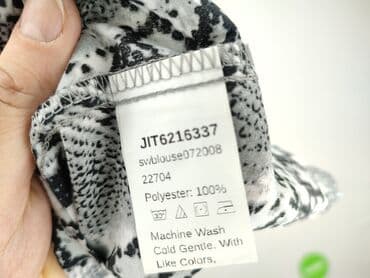 JIT6216337
swblouse072008
22704
Polyester: 100%
Machine Wash
Cold Gentle, With
Like Colors,